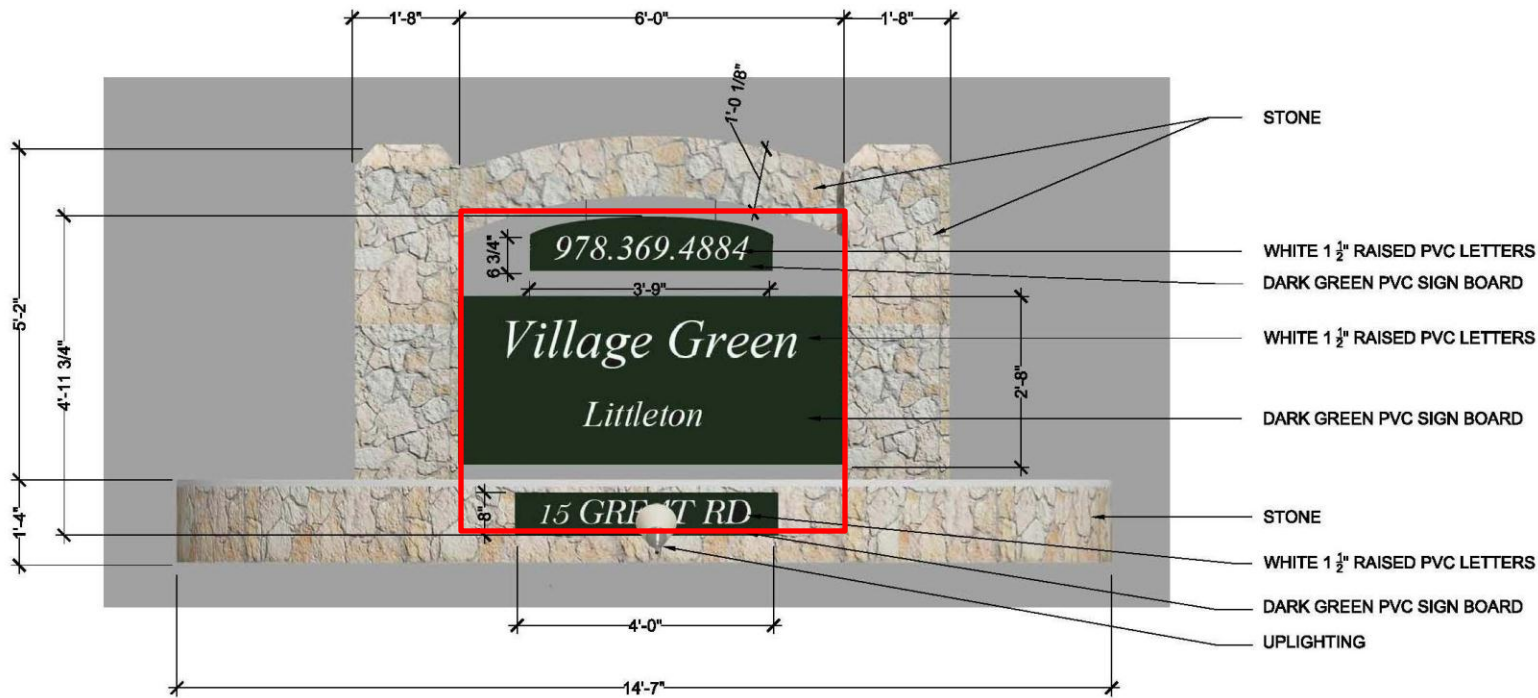 1'-8" 6'-0" 1'-8"
1'-0 1/8"
STONE
978.369.4884
WHITE 1 1/2" RAISED PVC LETTERS
6 3/4"
DARK GREEN PVC SIGN BOARD
3'-9"
5'-2"
4'-11 3/4"
Village Green
WHITE 1 1/2" RAISED PVC LETTERS
2'-8"
Littleton
DARK GREEN PVC SIGN BOARD
1'-4"
8"
15 RD
STONE
WHITE 1 1/2" RAISED PVC LETTERS
DARK GREEN PVC SIGN BOARD
4'-0"
UPLIGHTING
14'-7"